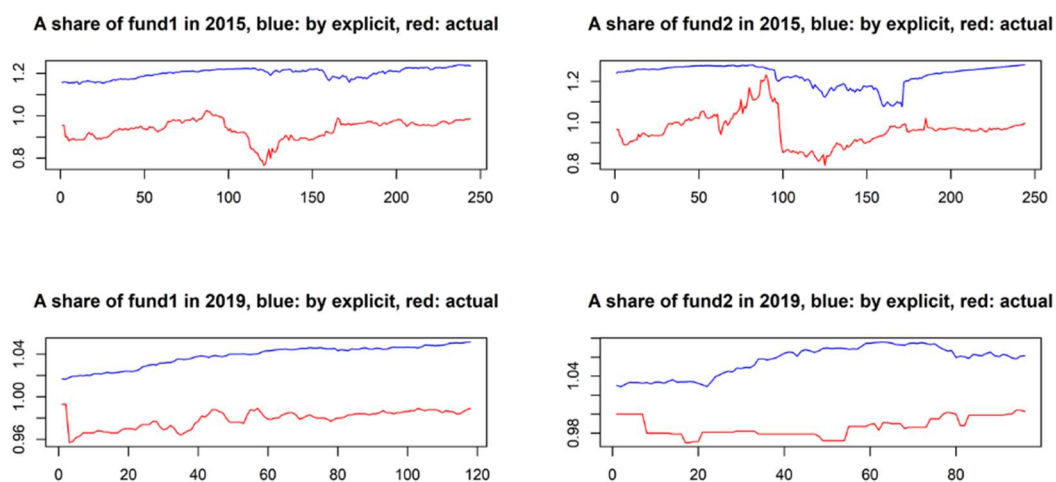 A share of fund1 in 2015, blue: by explicit, red: actual
1.2
1.0
0.8
0 50 100 150 200 250
A share of fund2 in 2015, blue: by explicit, red: actual
1.2
1.0
0.8
0 50 100 150 200 250
A share of fund1 in 2019, blue: by explicit, red: actual
1.04
1.00
0.96
0 20 40 60 80 100 120
A share of fund2 in 2019, blue: by explicit, red: actual
1.04
0.98
0 20 40 60 80